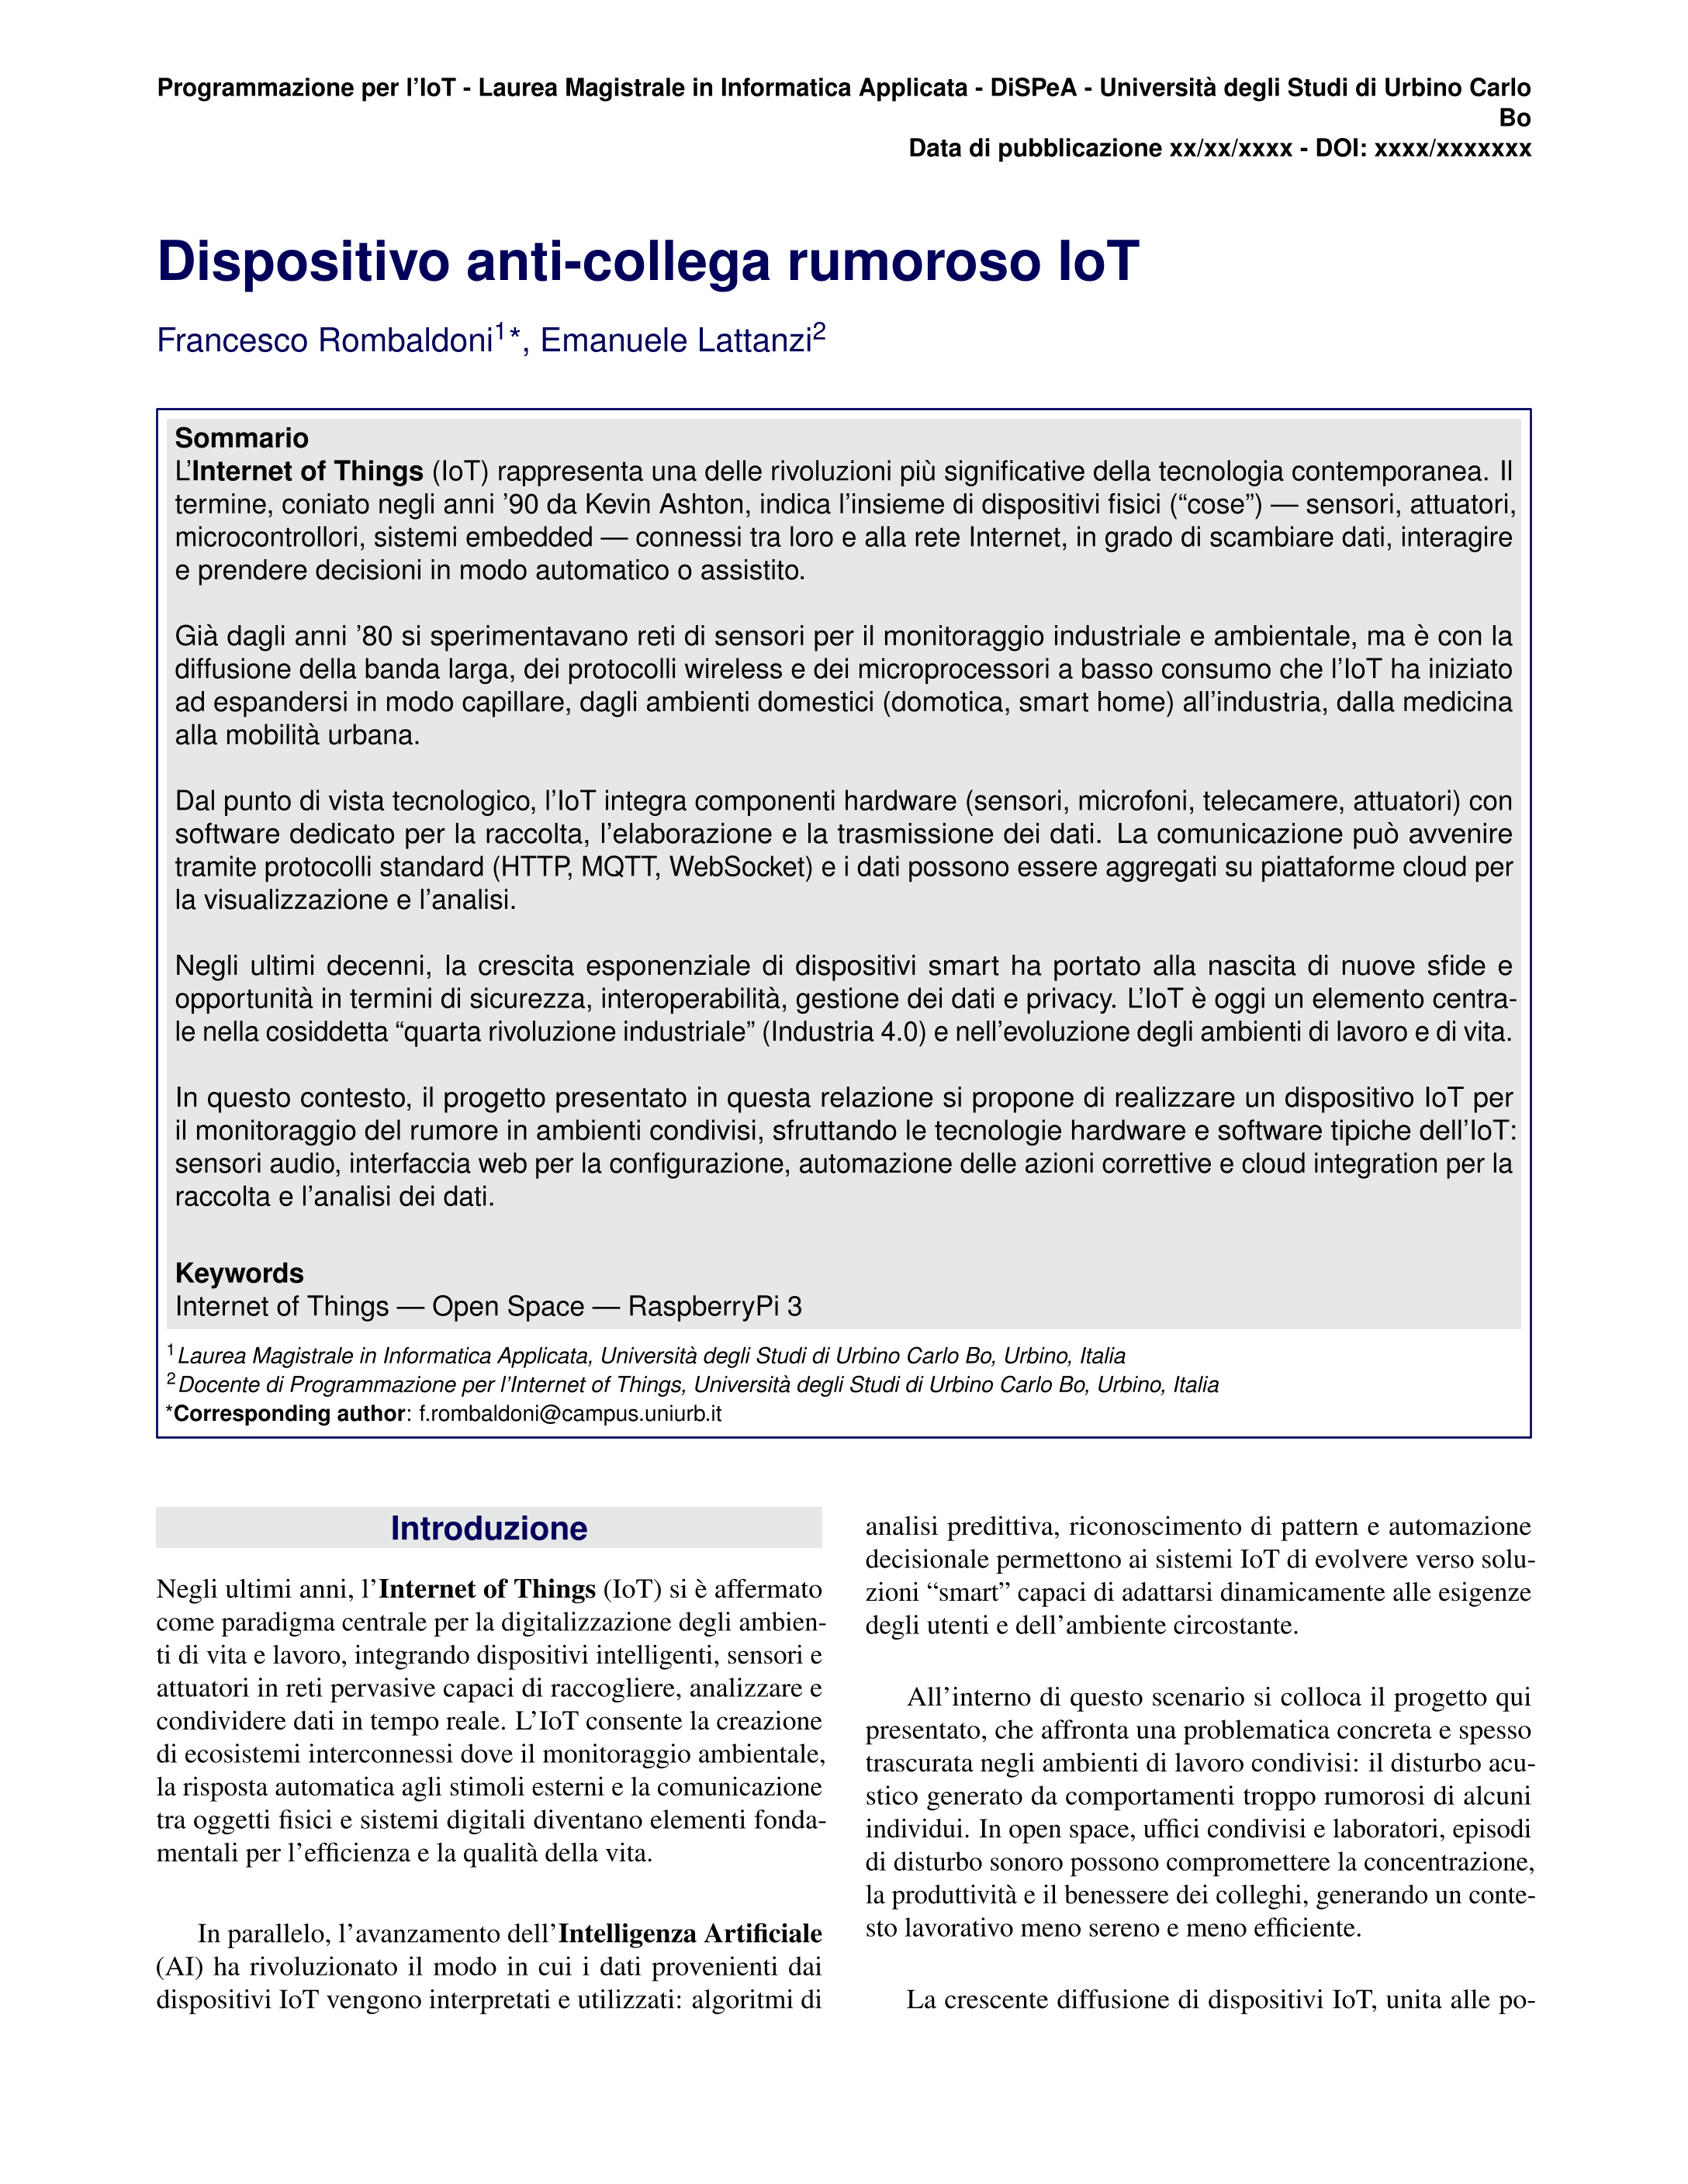 Programmazione per l'IoT - Laurea Magistrale in Informatica Applicata - DiSPeA - Università degli Studi di Urbino Carlo
Bo
Data di pubblicazione xx/xx/xxxx - DOI: xxxx/xxxxxxx
Dispositivo anti-collega rumoroso IoT
Francesco Rombaldoni1*, Emanuele Lattanzi2
Sommario
L'Internet of Things (IoT) rappresenta una delle rivoluzioni più significative della tecnologia contemporanea. Il
termine, coniato negli anni '90 da Kevin Ashton, indica l'insieme di dispositivi fisici (“cose”) — sensori, attuatori,
microcontrollori, sistemi embedded — connessi tra loro e alla rete Internet, in grado di scambiare dati, interagire
e prendere decisioni in modo automatico o assistito.
Già dagli anni '80 si sperimentavano reti di sensori per il monitoraggio industriale e ambientale, ma è con la
diffusione della banda larga, dei protocolli wireless e dei microprocessori a basso consumo che l'IoT ha iniziato
ad espandersi in modo capillare, dagli ambienti domestici (domotica, smart home) all'industria, dalla medicina
alla mobilità urbana.
Dal punto di vista tecnologico, l'IoT integra componenti hardware (sensori, microfoni, telecamere, attuatori) con
software dedicato per la raccolta, l'elaborazione e la trasmissione dei dati. La comunicazione può avvenire
tramite protocolli standard (HTTP, MQTT, WebSocket) e i dati possono essere aggregati su piattaforme cloud per
la visualizzazione e l'analisi.
Negli ultimi decenni, la crescita esponenziale di dispositivi smart ha portato alla nascita di nuove sfide e
opportunità in termini di sicurezza, interoperabilità, gestione dei dati e privacy. L'IoT è oggi un elemento centra-
le nella cosiddetta “quarta rivoluzione industriale” (Industria 4.0) e nell'evoluzione degli ambienti di lavoro e di vita.
In questo contesto, il progetto presentato in questa relazione si propone di realizzare un dispositivo IoT per
il monitoraggio del rumore in ambienti condivisi, sfruttando le tecnologie hardware e software tipiche dell'IoT:
sensori audio, interfaccia web per la configurazione, automazione delle azioni correttive e cloud integration per la
raccolta e l'analisi dei dati.
Keywords
Internet of Things — Open Space — RaspberryPi 3
1 Laurea Magistrale in Informatica Applicata, Università degli Studi di Urbino Carlo Bo, Urbino, Italia
2 Docente di Programmazione per l'Internet of Things, Università degli Studi di Urbino Carlo Bo, Urbino, Italia
*Corresponding author: f.rombaldoni@campus.uniurb.it
Introduzione
Negli ultimi anni, l'Internet of Things (IoT) si è affermato
come paradigma centrale per la digitalizzazione degli ambien-
ti di vita e lavoro, integrando dispositivi intelligenti, sensori e
attuatori in reti pervasive capaci di raccogliere, analizzare e
condividere dati in tempo reale. L'IoT consente la creazione
di ecosistemi interconnessi dove il monitoraggio ambientale,
la risposta automatica agli stimoli esterni e la comunicazione
tra oggetti fisici e sistemi digitali diventano elementi fonda-
mentali per l'efficienza e la qualità della vita.
In parallelo, l'avanzamento dell'Intelligenza Artificiale
(AI) ha rivoluzionato il modo in cui i dati provenienti dai
dispositivi IoT vengono interpretati e utilizzati: algoritmi di
analisi predittiva, riconoscimento di pattern e automazione
decisionale permettono ai sistemi IoT di evolvere verso solu-
zioni “smart” capaci di adattarsi dinamicamente alle esigenze
degli utenti e dell'ambiente circostante.
All'interno di questo scenario si colloca il progetto qui
presentato, che affronta una problematica concreta e spesso
trascurata negli ambienti di lavoro condivisi: il disturbo acu-
stico generato da comportamenti troppo rumorosi di alcuni
individui. In open space, uffici condivisi e laboratori, episodi
di disturbo sonoro possono compromettere la concentrazione,
la produttività e il benessere dei colleghi, generando un conte-
sto lavorativo meno sereno e meno efficiente.
La crescente diffusione di dispositivi IoT, unita alle po-